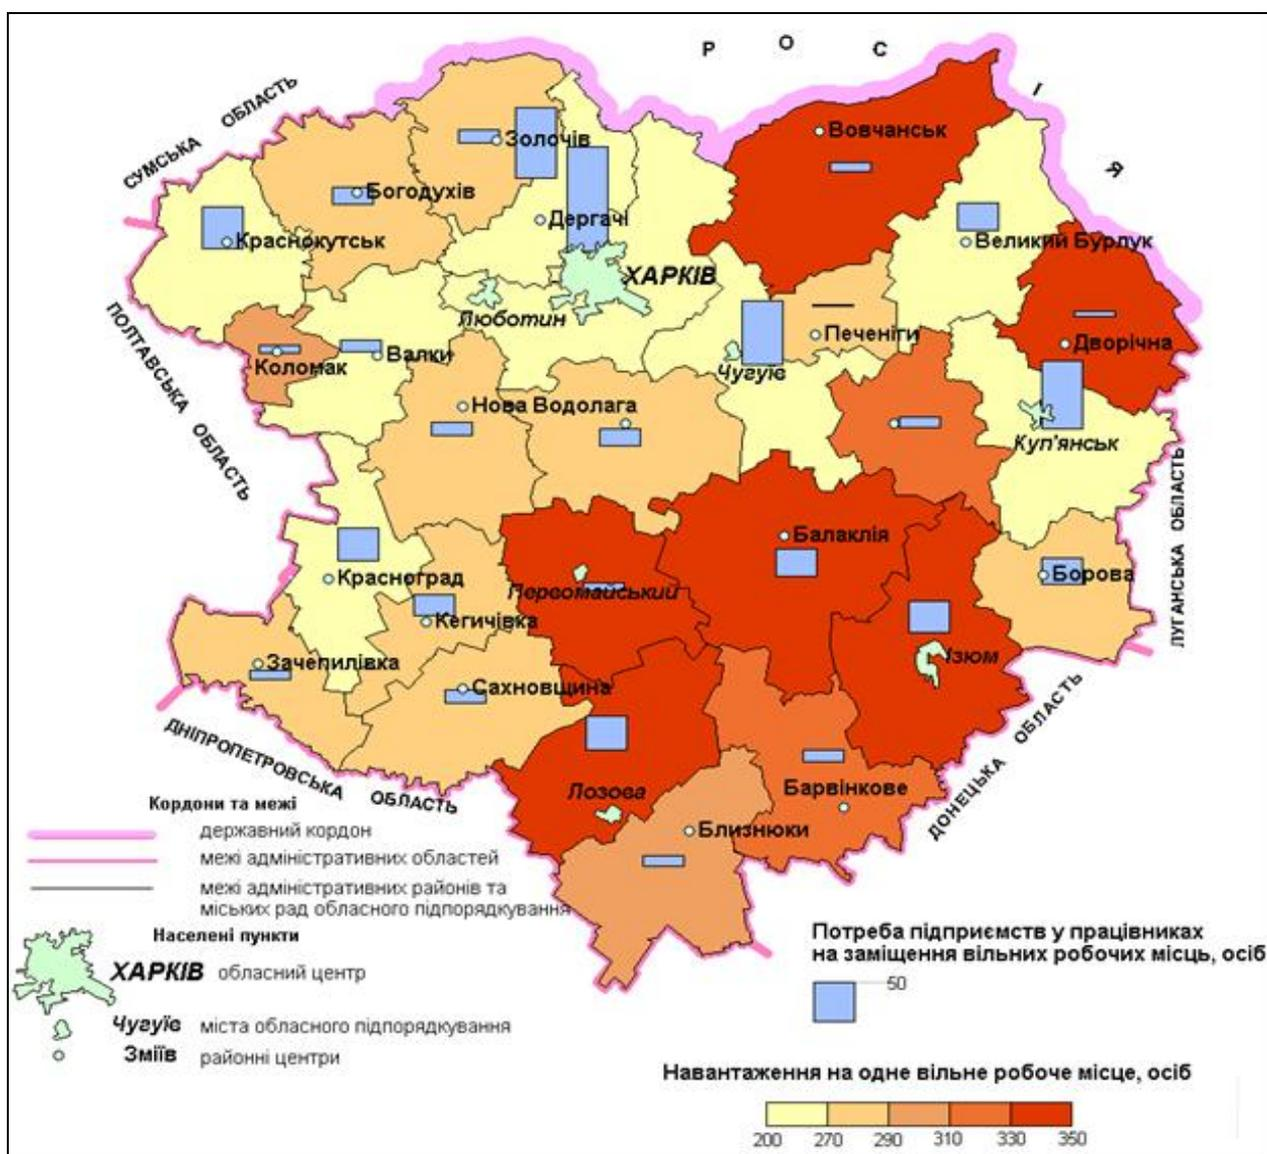 РОСІЯ
СУМСЬКА ОБЛАСТЬ
Вовчанськ
Золочів
Богодухів
Дергачі
Краснокутськ
Великий Бурлук
ХАРКІВ
Люботин
ПОЛТАВСЬКА ОБЛАСТЬ
Печеніги
Дворічна
Коломак
Валки
Чугуїв
Нова Водолага
Куп'янськ
ЛУГАНСЬКА ОБЛАСТЬ
Балаклія
Красноград
Первомайський
Борова
Кегичівка
Зачепилівка
Ізюм
Сахновщина
ДНІПРОПЕТРОВСЬКА ОБЛАСТЬ
ДОНЕЦЬКА ОБЛАСТЬ
Лозова
Барвінкове
Близнюки
Кордони та межі
державний кордон
межі адміністративних областей
межі адміністративних районів та
міських рад обласного підпорядкування
Населені пункти
ХАРКІВ обласний центр
Чугуїв міста обласного підпорядкування
Зміїв районні центри
Потреба підприємств у працівниках
на заміщення вільних робочих місць, осіб
50
Навантаження на одне вільне робоче місце, осіб
200 270 290 310 330 350